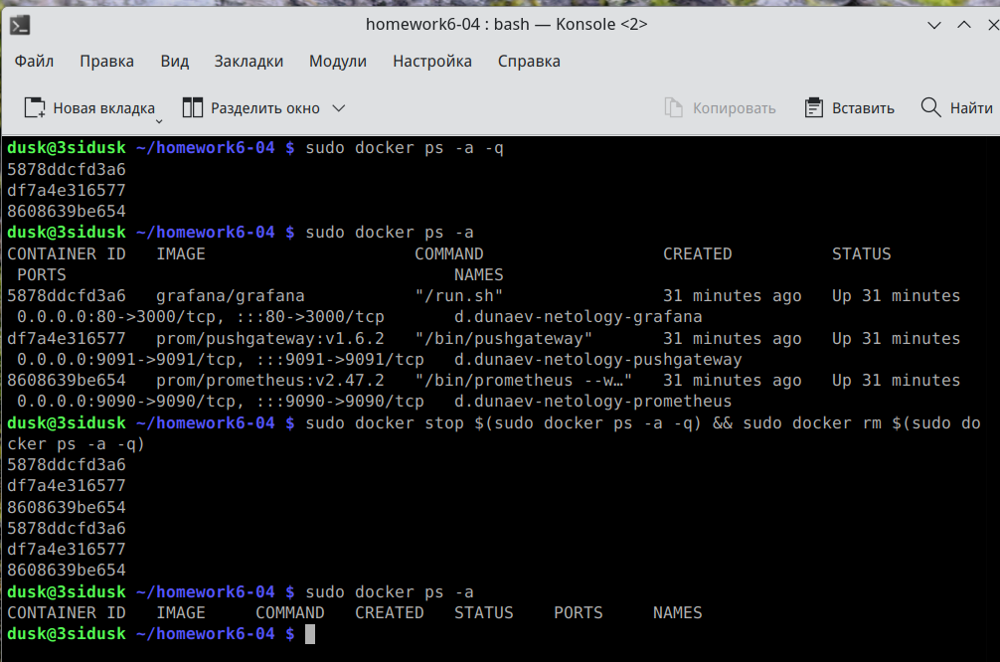 homework6-04 : bash — Konsole <2>
Файл Правка Вид Закладки Модули Настройка Справка
Новая вкладка Разделить окно Копировать Вставить Найти
dusk@3sidusk ~/homework6-04 $ sudo docker ps -a -q
5878ddcfd3a6
df7a4e316577
8608639be654
dusk@3sidusk ~/homework6-04 $ sudo docker ps -a
CONTAINER ID   IMAGE                     COMMAND                  CREATED          STATUS
 PORTS                                       NAMES
5878ddcfd3a6   grafana/grafana           "/run.sh"                31 minutes ago   Up 31 minutes
 0.0.0.0:80->3000/tcp, :::80->3000/tcp       d.dunaev-netology-grafana
df7a4e316577   prom/pushgateway:v1.6.2   "/bin/pushgateway"       31 minutes ago   Up 31 minutes
 0.0.0.0:9091->9091/tcp, :::9091->9091/tcp   d.dunaev-netology-pushgateway
8608639be654   prom/prometheus:v2.47.2   "/bin/prometheus --w…"   31 minutes ago   Up 31 minutes
 0.0.0.0:9090->9090/tcp, :::9090->9090/tcp   d.dunaev-netology-prometheus
dusk@3sidusk ~/homework6-04 $ sudo docker stop $(sudo docker ps -a -q) && sudo docker rm $(sudo do
cker ps -a -q)
5878ddcfd3a6
df7a4e316577
8608639be654
5878ddcfd3a6
df7a4e316577
8608639be654
dusk@3sidusk ~/homework6-04 $ sudo docker ps -a
CONTAINER ID   IMAGE     COMMAND   CREATED   STATUS    PORTS     NAMES
dusk@3sidusk ~/homework6-04 $